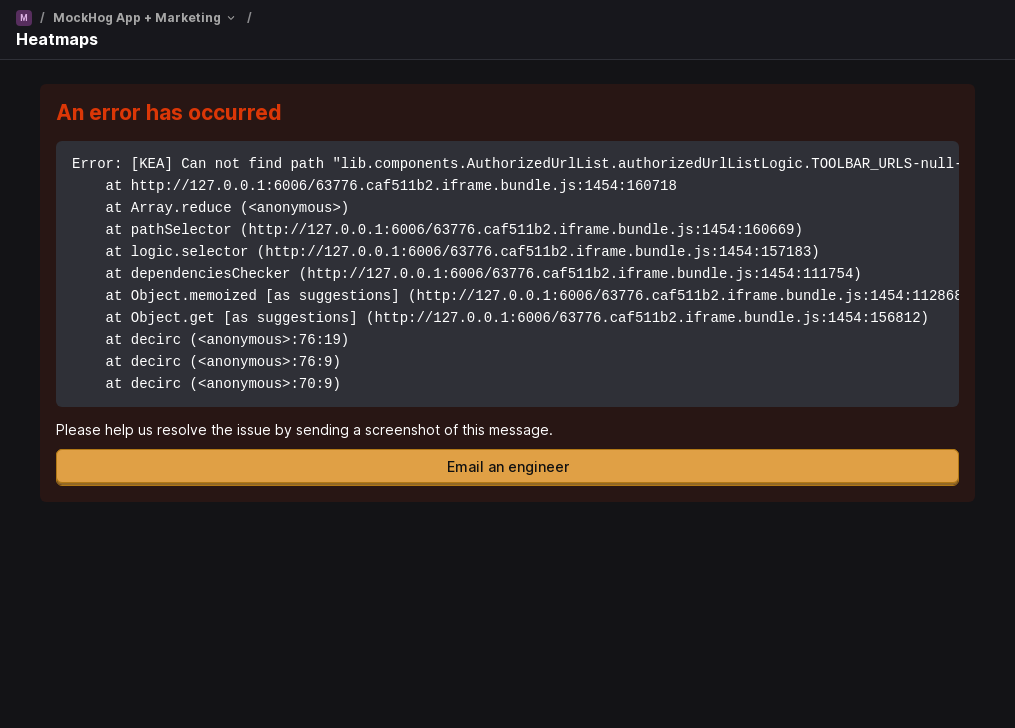 M / MockHog App + Marketing /
Heatmaps
An error has occurred
Error: [KEA] Can not find path "lib.components.AuthorizedUrlList.authorizedUrlListLogic.TOOLBAR_URLS-null-
at http://127.0.0.1:6006/63776.caf511b2.iframe.bundle.js:1454:160718
at Array.reduce (<anonymous>)
at pathSelector (http://127.0.0.1:6006/63776.caf511b2.iframe.bundle.js:1454:160669)
at logic.selector (http://127.0.0.1:6006/63776.caf511b2.iframe.bundle.js:1454:157183)
at dependenciesChecker (http://127.0.0.1:6006/63776.caf511b2.iframe.bundle.js:1454:111754)
at Object.memoized [as suggestions] (http://127.0.0.1:6006/63776.caf511b2.iframe.bundle.js:1454:112868
at Object.get [as suggestions] (http://127.0.0.1:6006/63776.caf511b2.iframe.bundle.js:1454:156812)
at decirc (<anonymous>:76:19)
at decirc (<anonymous>:76:9)
at decirc (<anonymous>:70:9)
Please help us resolve the issue by sending a screenshot of this message.
Email an engineer